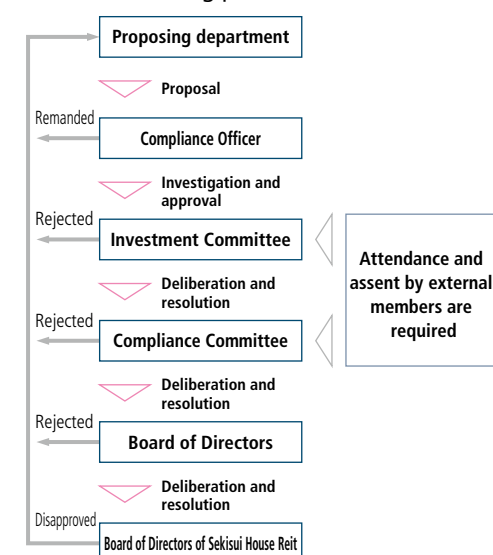 Proposing department
Proposal
Remanded
Compliance Officer
Investigation and
approval
Rejected
Investment Committee
Attendance and
assent by external
members are
required
Deliberation and
resolution
Rejected
Compliance Committee
Deliberation and
resolution
Rejected
Board of Directors
Deliberation and
resolution
Disapproved
Board of Directors of Sekisui House Reit